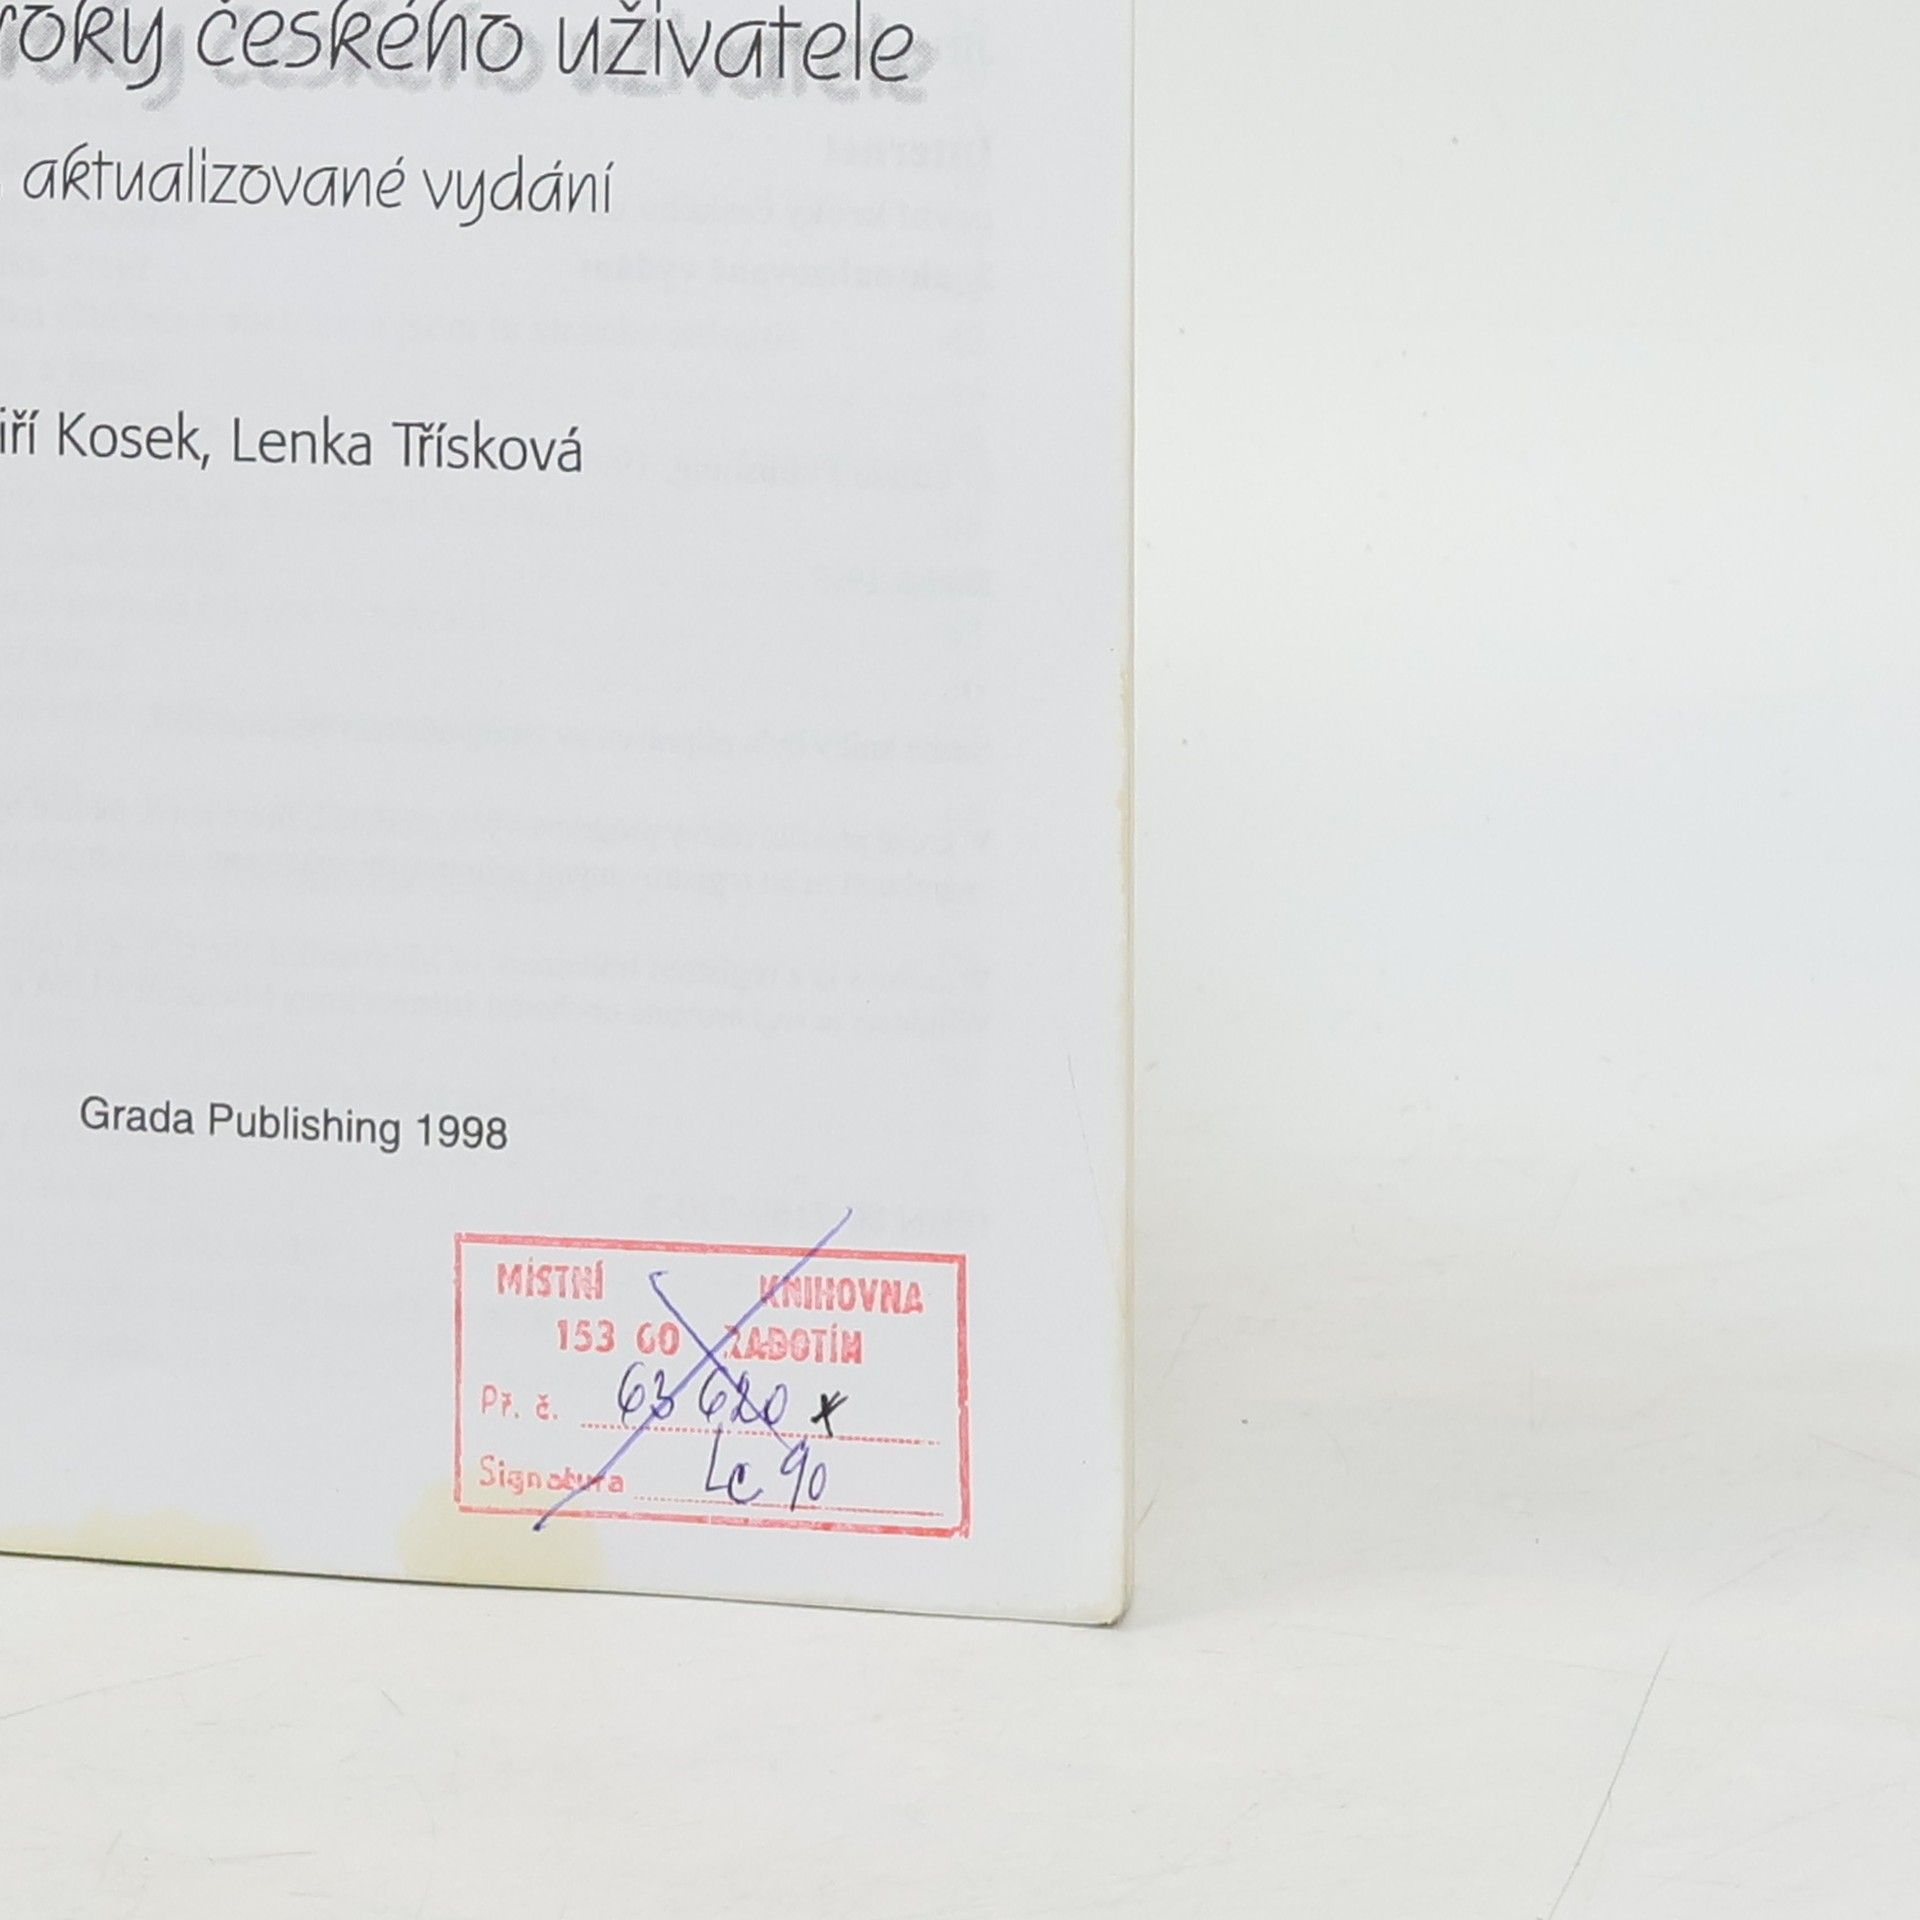 roky českého uživatele
aktualizované vydání
iří Kosek, Lenka Třísková
Grada Publishing 1998
MÍSTNÍ KNIHOVNA
153 00 RADOTÍN
Př. č. 63 620 *
Signatura Lc 90